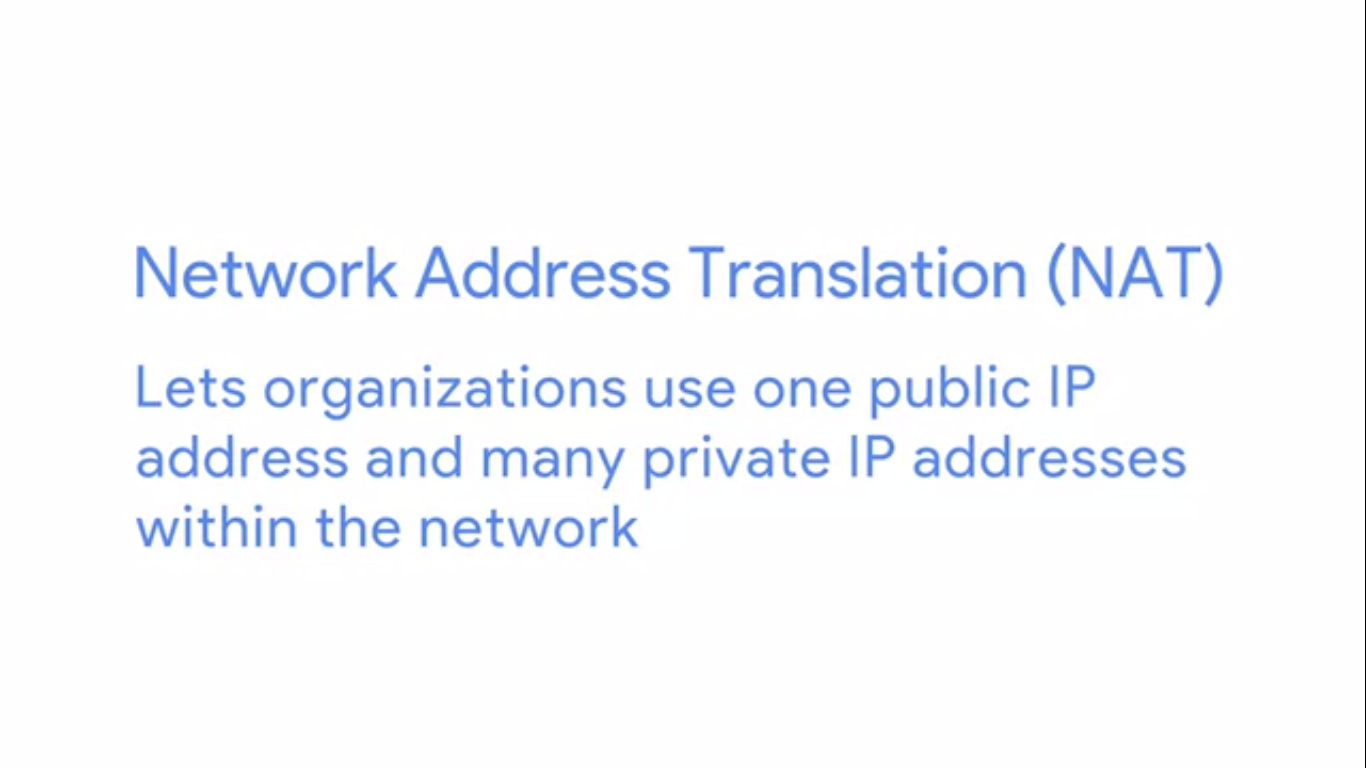 Network Address Translation (NAT)
Lets organizations use one public IP
address and many private IP addresses
within the network